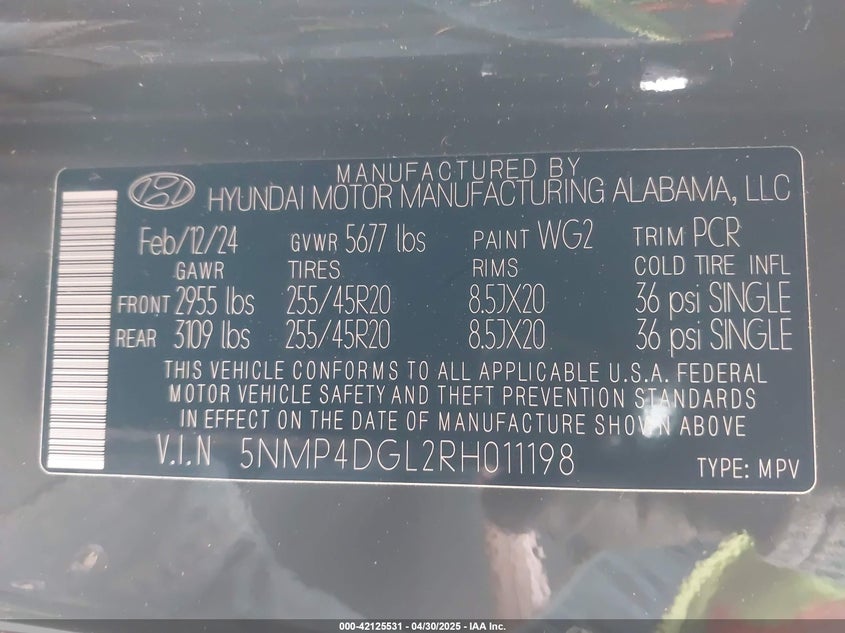 MANUFACTURED BY
HYUNDAI MOTOR MANUFACTURING ALABAMA, LLC
Feb/12/24 GVWR 5677 lbs PAINT WG2 TRIM PCR
GAWR TIRES RIMS COLD TIRE INFL
FRONT 2955 lbs 255/45R20 8.5JX20 36 psi SINGLE
REAR 3109 lbs 255/45R20 8.5JX20 36 psi SINGLE
THIS VEHICLE CONFORMS TO ALL APPLICABLE U.S.A. FEDERAL
MOTOR VEHICLE SAFETY AND THEFT PREVENTION STANDARDS
IN EFFECT ON THE DATE OF MANUFACTURE SHOWN ABOVE
V.I.N 5NMP4DGL2RH011198 TYPE: MPV
000-42125531 - 04/30/2025 - IAA Inc.